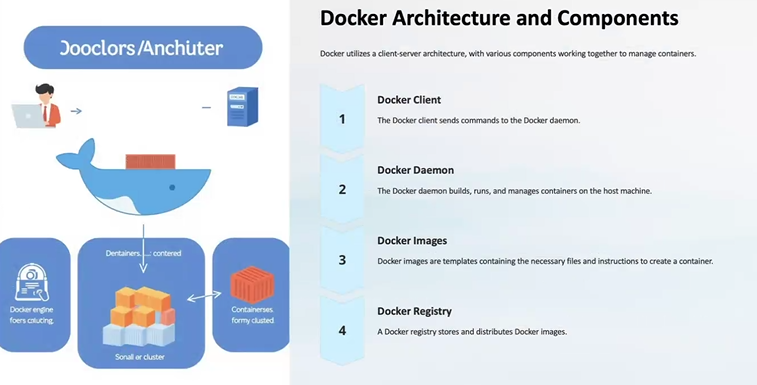 Jooclors /Anchuter
Dentainers..... contered
Docker engine
foers coluting.
Containerses
formy clusted.
Sonall or cluster
Docker Architecture and Components
Docker utilizes a client-server architecture, with various components working together to manage containers.
1
Docker Client
The Docker client sends commands to the Docker daemon.
2
Docker Daemon
The Docker daemon builds, runs, and manages containers on the host machine.
3
Docker Images
Docker images are templates containing the necessary files and instructions to create a container.
4
Docker Registry
A Docker registry stores and distributes Docker images.